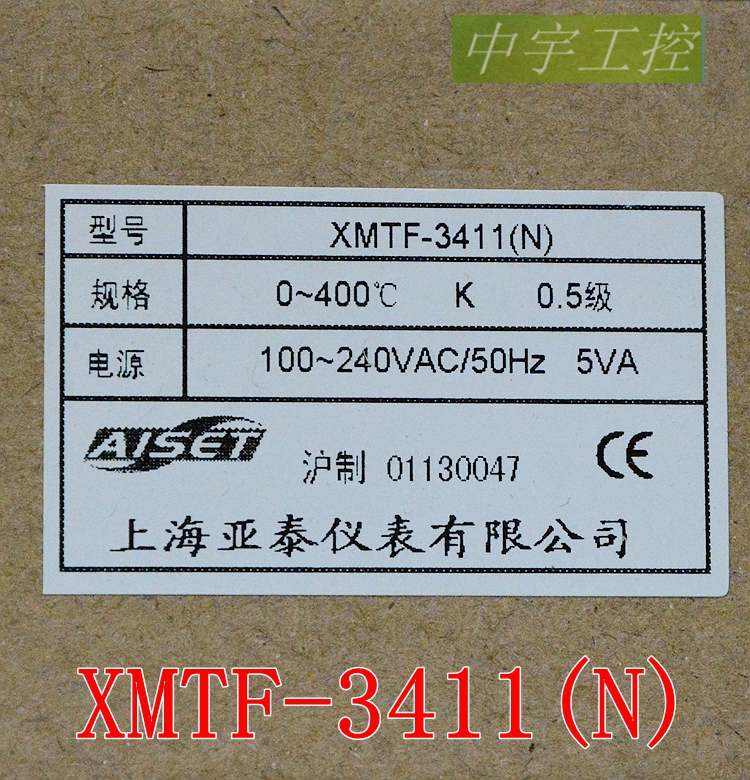 中宇工控
型号 XMTF-3411(N)
规格 0~400℃ K 0.5级
电源 100~240VAC/50Hz 5VA
AISET 沪制 01130047 CE
上海亚泰仪表有限公司
XMTF-3411(N)